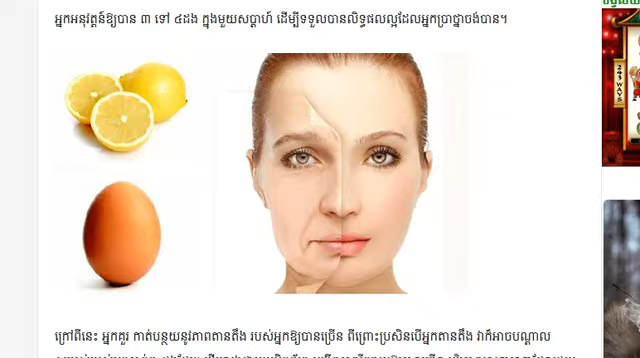 អ្នកអនុវត្តន៍ឱ្យបាន ៣ ទៅ ៤ដង ក្នុងមួយសប្តាហ៍ ដើម្បីទទួលបានលិទ្ធផលល្អដែលអ្នកប្រាថ្នាចង់បាន។
243 WAYS
ក្រៅពីនេះ អ្នកគួរ កាត់បន្ថយនូវភាពតានតឹង របស់អ្នកឱ្យបានច្រើន ពីព្រោះប្រសិនបើអ្នកតានតឹង វាក៏អាចបណ្តាល